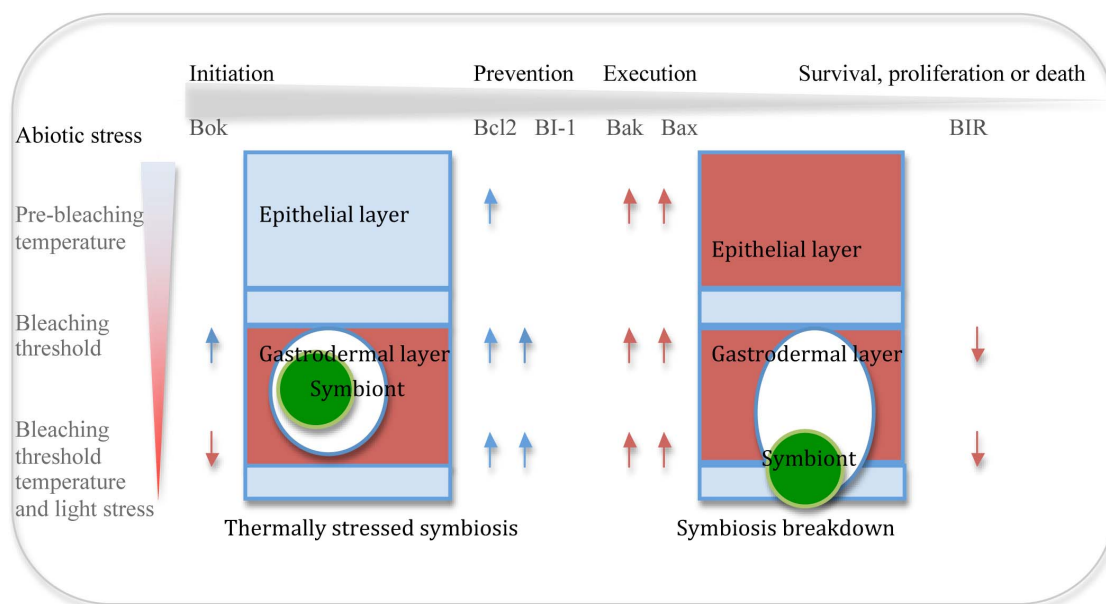 Initiation
Prevention
Execution
Survival, proliferation or death
Abiotic stress
Bok
Bcl2
BI-1
Bak
Bax
BIR
Pre-bleaching
temperature
Epithelial layer
Epithelial layer
Bleaching
threshold
Gastrodermal layer
Symbiont
Gastrodermal layer
Bleaching
threshold
temperature
and light stress
Symbiont
Thermally stressed symbiosis
Symbiosis breakdown